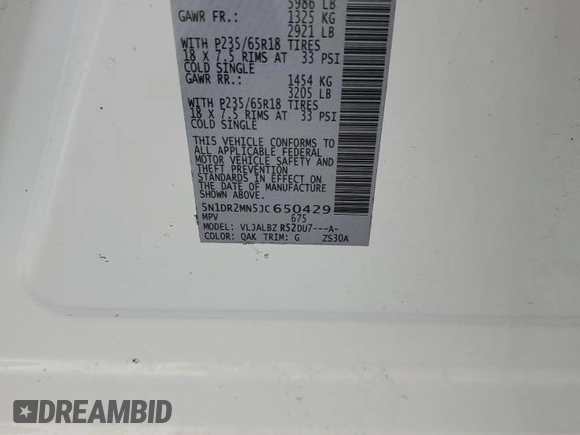 5986 LB
GAWR FR.: 1325 KG
2921 LB
WITH P235/65R18 TIRES
18 X 7.5 RIMS AT 33 PSI
COLD SINGLE
GAWR RR.: 1454 KG
3205 LB
WITH P235/65R18 TIRES
18 X 7.5 RIMS AT 33 PSI
COLD SINGLE
THIS VEHICLE CONFORMS TO
ALL APPLICABLE FEDERAL
MOTOR VEHICLE SAFETY AND
THEFT PREVENTION
STANDARDS IN EFFECT ON
THE DATE OF MANUFACTURE
SHOWN ABOVE.
5N1DR2MN5JC650429
MPV 675
MODEL: VLJALBZ R52DU7---A-
COLOR: QAK TRIM: G ZS30A
DREAMBID